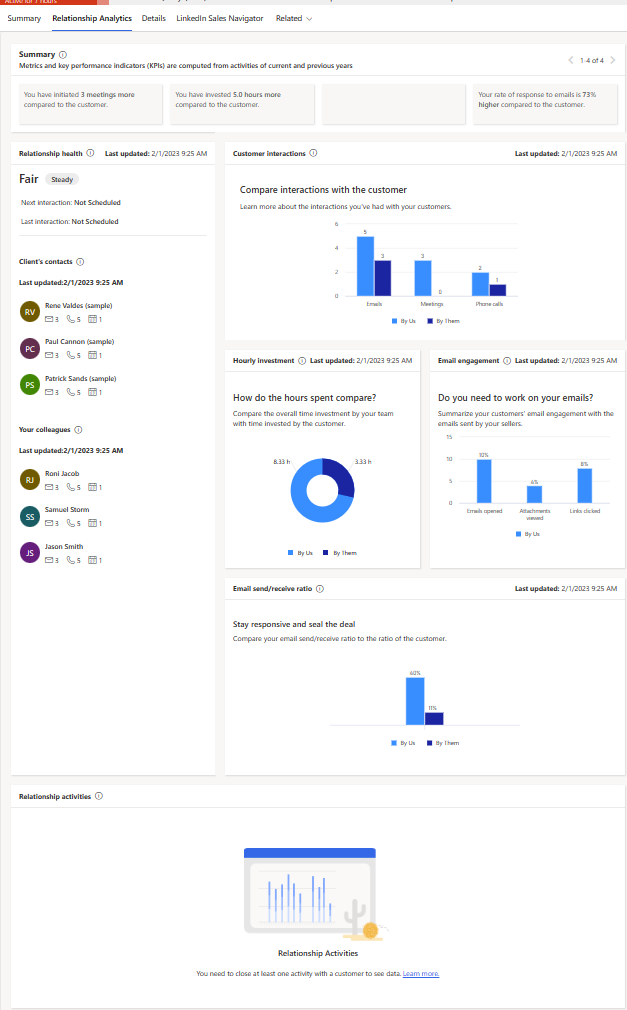 Active for 7 hours
Summary Relationship Analytics Details LinkedIn Sales Navigator Related
Summary
Metrics and key performance indicators (KPIs) are computed from activities of current and previous years
1-4 of 4
You have initiated 3 meetings more
compared to the customer.
You have invested 5.0 hours more
compared to the customer.
Your rate of response to emails is 73%
higher compared to the customer.
Relationship health Last updated: 2/1/2023 9:25 AM
Fair Steady
Next interaction: Not Scheduled
Last interaction: Not Scheduled
Client's contacts
Last updated:2/1/2023 9:25 AM
RV Rene Valdes (sample)
3 5 1
PC Paul Cannon (sample)
3 5 1
PS Patrick Sands (sample)
3 5 1
Your colleagues
Last updated:2/1/2023 9:25 AM
RJ Roni Jacob
3 5 1
SS Samuel Storm
3 5 1
JS Jason Smith
3 5 1
Customer interactions Last updated: 2/1/2023 9:25 AM
Compare interactions with the customer
Learn more about the interactions you've had with your customers.
6
4
2
0
5
3
3
0
2
1
Emails Meetings Phone calls
By Us By Them
Hourly investment Last updated: 2/1/2023 9:25 AM
How do the hours spent compare?
Compare the overall time investment by your team
with time invested by the customer.
8.33 h 3.33 h
By Us By Them
Email engagement Last updated: 2/1/2023 9:25 AM
Do you need to work on your emails?
Summarize your customers' email engagement with the
emails sent by your sellers.
15
10
5
0
10%
4%
8%
Emails opened Attachments viewed Links clicked
By Us
Email send/receive ratio Last updated: 2/1/2023 9:25 AM
Stay responsive and seal the deal
Compare your email send/receive ratio to the ratio of the customer.
40%
11%
By Us By Them
Relationship activities
Relationship Activities
You need to close at least one activity with a customer to see data. Learn more.